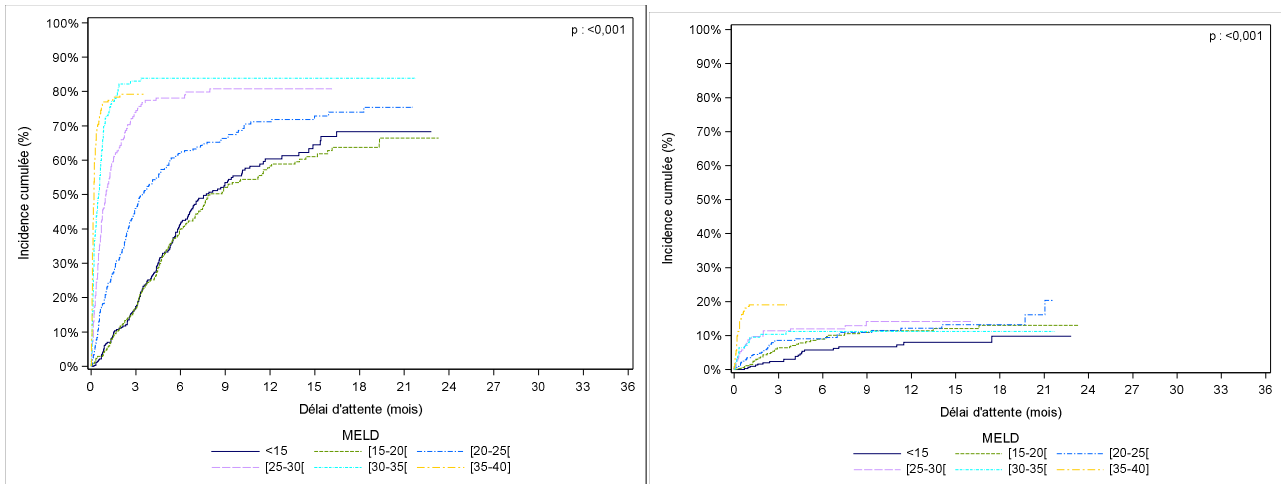 p : <0,001
100%
90%
80%
70%
60%
50%
40%
30%
20%
10%
0%
Incidence cumulée (%)
0 3 6 9 12 15 18 21 24 27 30 33 36
Délai d'attente (mois)
MELD
<15 [15-20[ [20-25[
[25-30[ [30-35[ [35-40]
p : <0,001
100%
90%
80%
70%
60%
50%
40%
30%
20%
10%
0%
Incidence cumulée (%)
0 3 6 9 12 15 18 21 24 27 30 33 36
Délai d'attente (mois)
MELD
<15 [15-20[ [20-25[
[25-30[ [30-35[ [35-40]